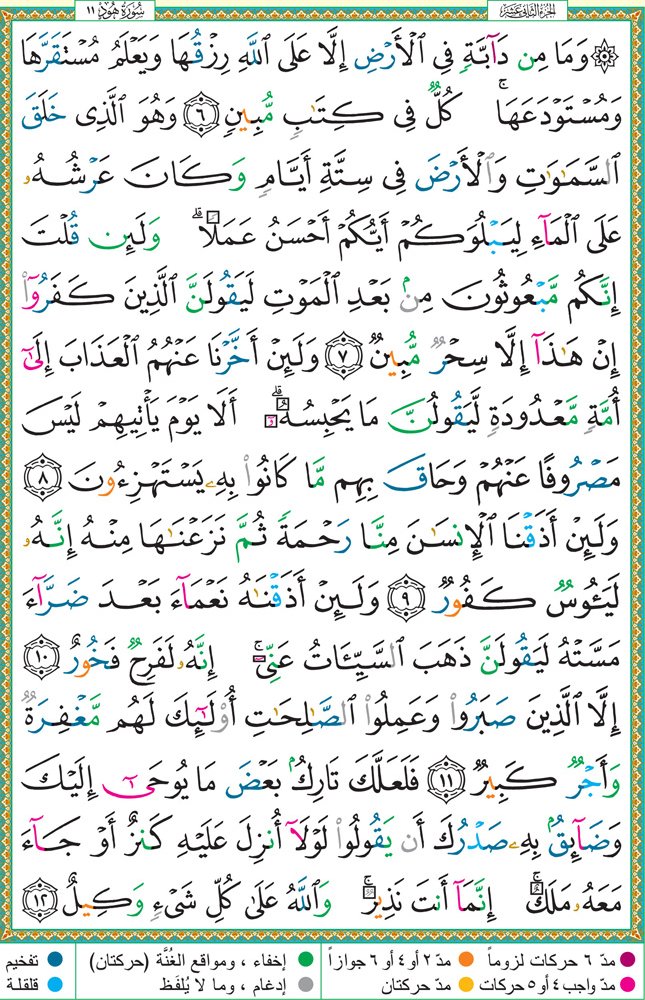 سُورَةُ هُودٍ ١١
الجزء الثاني عشر
۞ وَمَا مِن دَآبَّةٍ فِى ٱلْأَرْضِ إِلَّا عَلَى ٱللَّهِ رِزْقُهَا وَيَعْلَمُ مُسْتَقَرَّهَا
وَمُسْتَوْدَعَهَا ۚ كُلٌّ فِى كِتَٰبٍ مُّبِينٍ ٦ وَهُوَ ٱلَّذِى خَلَقَ
ٱلسَّمَٰوَٰتِ وَٱلْأَرْضَ فِى سِتَّةِ أَيَّامٍ وَكَانَ عَرْشُهُۥ
عَلَى ٱلْمَآءِ لِيَبْلُوَكُمْ أَيُّكُمْ أَحْسَنُ عَمَلًا ۗ وَلَئِن قُلْتَ
إِنَّكُم مَّبْعُوثُونَ مِنۢ بَعْدِ ٱلْمَوْتِ لَيَقُولَنَّ ٱلَّذِينَ كَفَرُوٓا۟
إِنْ هَٰذَآ إِلَّا سِحْرٌ مُّبِينٌ ٧ وَلَئِنْ أَخَّرْنَا عَنْهُمُ ٱلْعَذَابَ إِلَىٰٓ
أُمَّةٍ مَّعْدُودَةٍ لَّيَقُولُنَّ مَا يَحْبِسُهُۥٓ ۗ أَلَا يَوْمَ يَأْتِيهِمْ لَيْسَ
مَصْرُوفًا عَنْهُمْ وَحَاقَ بِهِم مَّا كَانُوا۟ بِهِۦ يَسْتَهْزِءُونَ ٨
وَلَئِنْ أَذَقْنَا ٱلْإِنسَٰنَ مِنَّا رَحْمَةً ثُمَّ نَزَعْنَٰهَا مِنْهُ إِنَّهُۥ
لَيَـُٔوسٌ كَفُورٌ ٩ وَلَئِنْ أَذَقْنَٰهُ نَعْمَآءَ بَعْدَ ضَرَّآءَ
مَسَّتْهُ لَيَقُولَنَّ ذَهَبَ ٱلسَّيِّـَٔاتُ عَنِّىٓ ۚ إِنَّهُۥ لَفَرِحٌ فَخُورٌ ١٠
إِلَّا ٱلَّذِينَ صَبَرُوا۟ وَعَمِلُوا۟ ٱلصَّٰلِحَٰتِ أُو۟لَٰٓئِكَ لَهُم مَّغْفِرَةٌ
وَأَجْرٌ كَبِيرٌ ١١ فَلَعَلَّكَ تَارِكٌۢ بَعْضَ مَا يُوحَىٰٓ إِلَيْكَ
وَضَآئِقٌۢ بِهِۦ صَدْرُكَ أَن يَقُولُوا۟ لَوْلَآ أُنزِلَ عَلَيْهِ كَنزٌ أَوْ جَآءَ
مَعَهُۥ مَلَكٌ ۚ إِنَّمَآ أَنتَ نَذِيرٌ ۚ وَٱللَّهُ عَلَىٰ كُلِّ شَىْءٍ وَكِيلٌ ١٢
مدّ ٦ حركات لزوماً مدّ ٢ أو ٤ أو ٦ جوازاً إخفاء ، ومواقع الغُنَّة (حركتان) تفخيم
مدّ واجب ٤ أو ٥ حركات مدّ حركتان إدغام ، وما لا يُلفَظ قلقلة